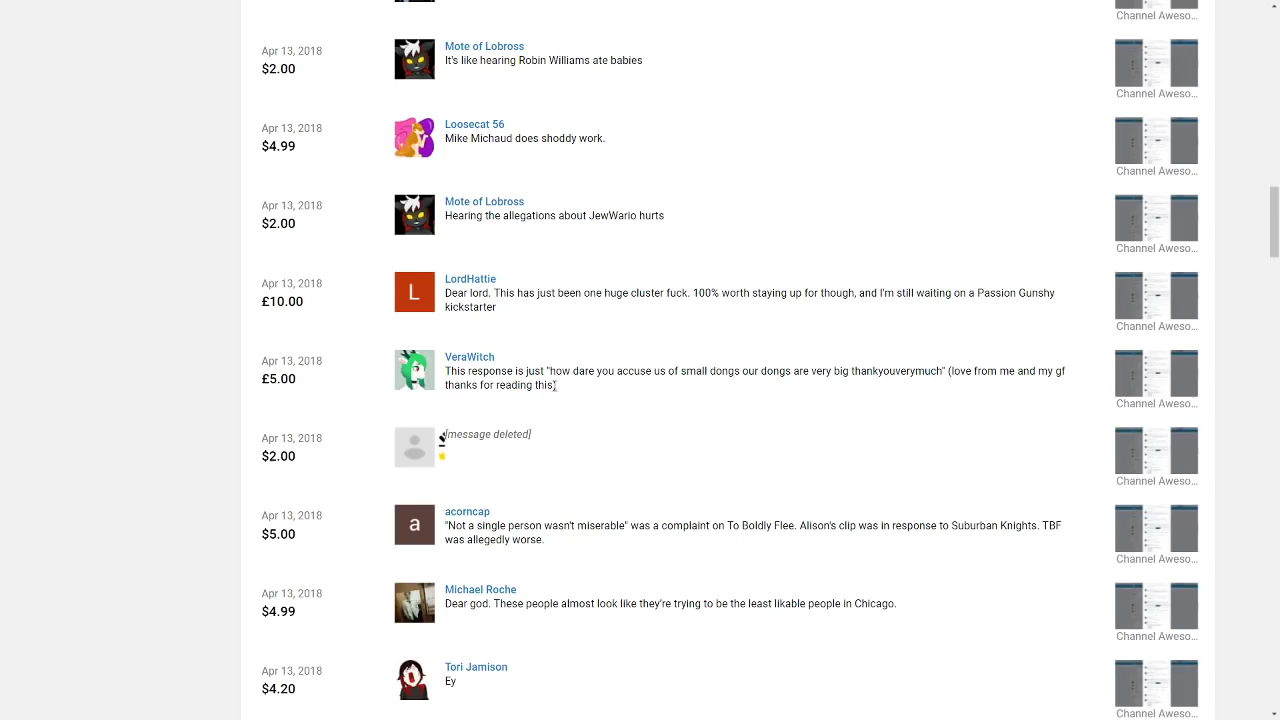 Channel Aweso...
Apr 13, 2018
$2.00
Mote of Lobross
Next I'm hearing Robin Williams ate babies
Channel Aweso...
Apr 13, 2018
$4.99
Loosecat 56
Mike Michaud does shoddy work.
Channel Aweso...
Apr 13, 2018
$2.00
Mote of Lobross
Hearing the allegations about JewWario hurts
Channel Aweso...
Apr 13, 2018
£10.00
LordHattie
Dear lord. This has just been one huge cluster fuck. 100% worth staying up for the stream, and I'm still waiting on a Passion Gunshy
kickstarter
Channel Aweso...
Apr 13, 2018
£5.00
VeraWitch
The response is just "how dare you accuse us of small dongs our dongs are very big thankyouverymuch" (love from me and my gf
thanks for reading this)
Channel Aweso...
Apr 13, 2018
$2.00
[message deleted]
Channel Aweso...
Apr 13, 2018
$5.00
acorncap
"Not a single person wasn't miserable" was a complaint on To Boldly Flee. Alison's clip was a response to Suburban Knights. TBF
was allegedly worse.
Channel Aweso...
Apr 13, 2018
$4.99
Michael Roche
Dear god. These people almost look like they're trying to be the least likable people in Chicago.
Channel Aweso...
Apr 13, 2018
$4.20
Tori Jamison
Ey
Channel Aweso...